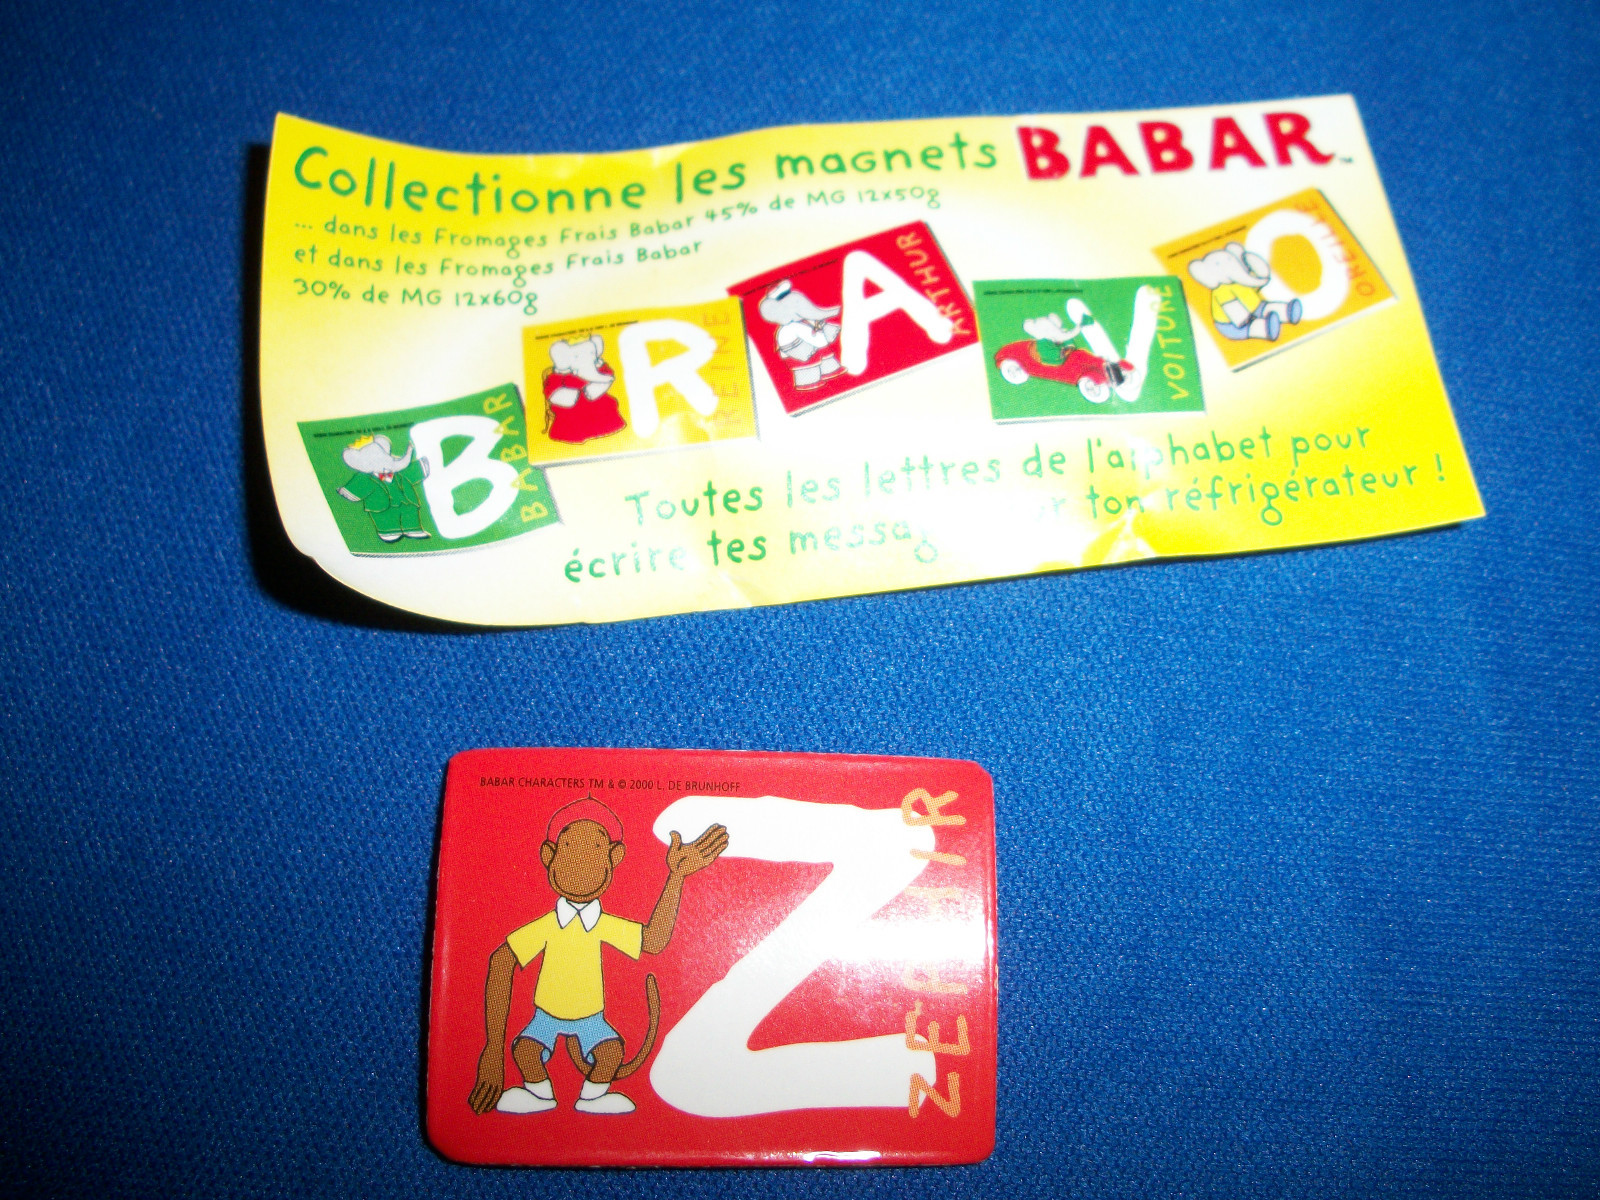 Collectionne les magnets BABAR™
... dans les Fromages Frais Babar 45% de MG 12x50g
et dans les Fromages Frais Babar
30% de MG 12x60g
B BABAR
R REINE
A ARTHUR
V VOITURE
O OREILLE
Toutes les lettres de l'alphabet pour
écrire tes ton réfrigérateur !
BABAR CHARACTERS TM & © 2000 L. DE BRUNHOFF
Z ZEPHIR